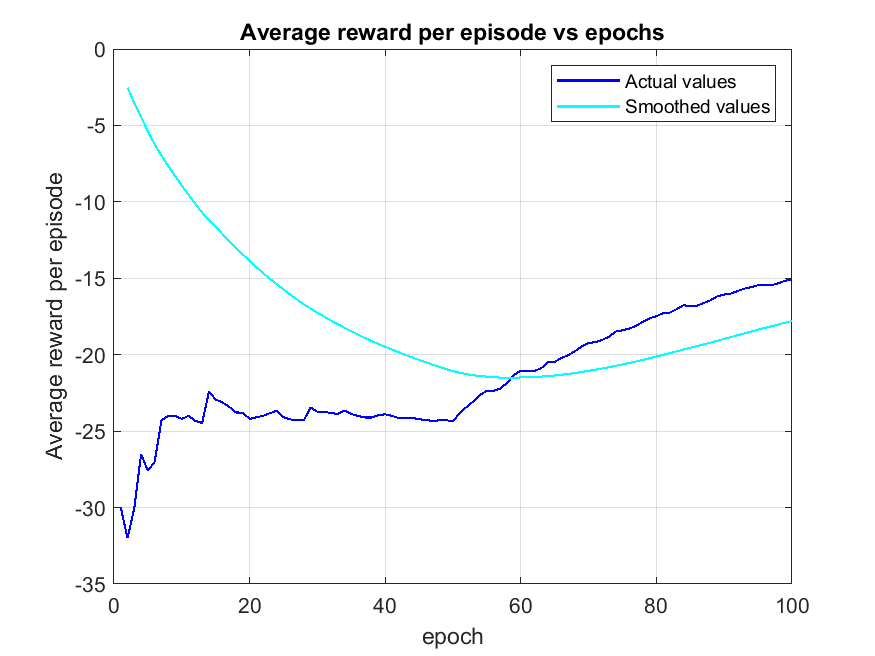 Average reward per episode vs epochs
Actual values
Smoothed values
Average reward per episode
0
-5
-10
-15
-20
-25
-30
-35
0 20 40 60 80 100
epoch